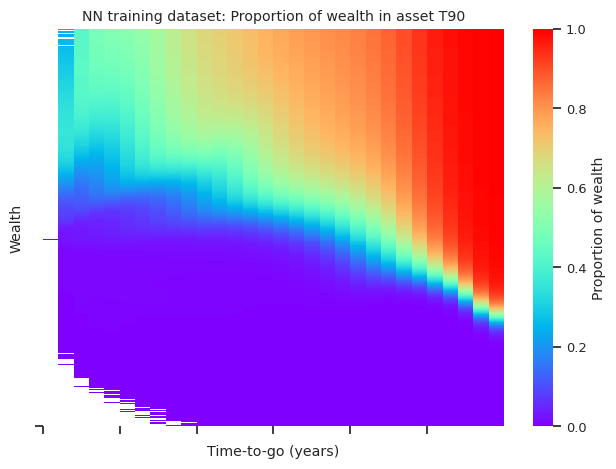 NN training dataset: Proportion of wealth in asset T90
Wealth
Time-to-go (years)
1.0
0.8
0.6
0.4
0.2
0.0
Proportion of wealth